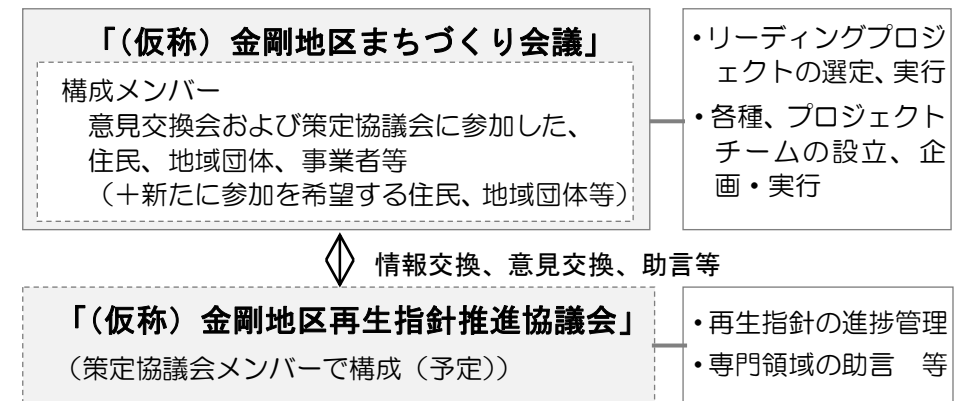 「(仮称) 金剛地区まちづくり会議」
構成メンバー
意見交換会および策定協議会に参加した、
住民、地域団体、事業者等
(＋新たに参加を希望する住民、地域団体等)
・リーディングプロジ
ェクトの選定、実行
・各種、プロジェクト
チームの設立、企
画・実行
情報交換、意見交換、助言等
「(仮称) 金剛地区再生指針推進協議会」
(策定協議会メンバーで構成（予定）)
・再生指針の進捗管理
・専門領域の助言　等